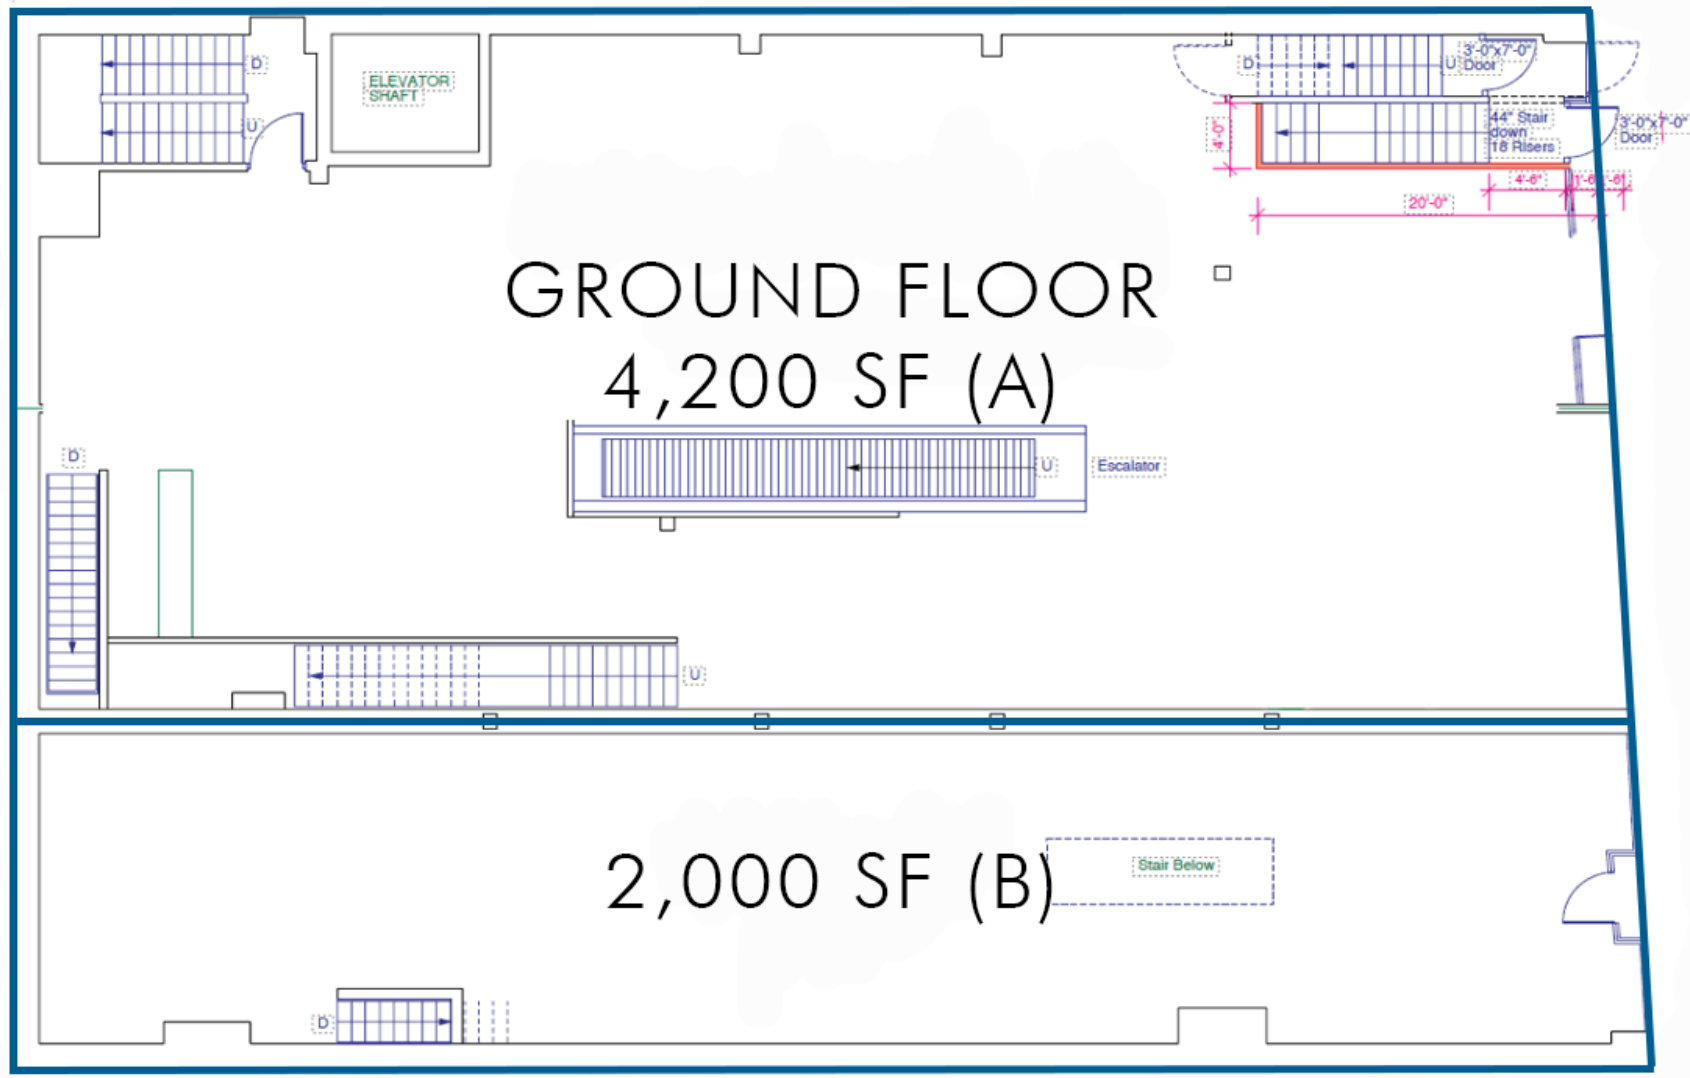 D
U
ELEVATOR
SHAFT
D
U
3'-0"x7'-0"
Door
4'-0"
44" Stair
down
18 Risers
3'-0"x7'-0"
Door
4'-6"
20'-0"
GROUND FLOOR
4,200 SF (A)
D
U
Escalator
U
2,000 SF (B)
Stair Below
D